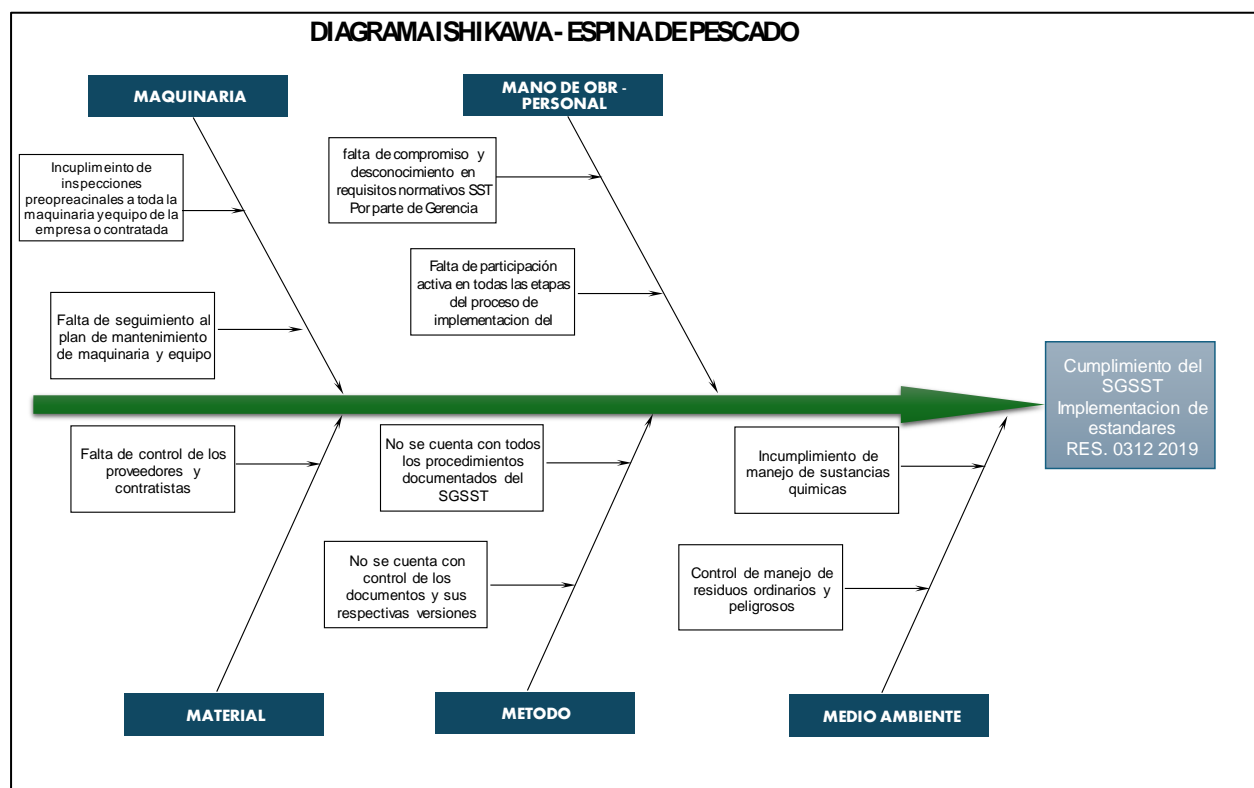 DIAGRAMA ISHIKAWA - ESPINA DE PESCADO
MAQUINARIA
MANO DE OBR -
PERSONAL
Incuplimeinto de
inspecciones
preopreacinales a toda la
maquinaria y equipo de la
empresa o contratada
falta de compromiso y
desconocimiento en
requisitos normativos SST
Por parte de Gerencia
Falta de participación
activa en todas las etapas
del proceso de
implementacion del
Falta de seguimiento al
plan de mantenimiento
de maquinaria y equipo
Cumplimiento del
SGSST
Implementacion de
estandares
RES. 0312 2019
Falta de control de los
proveedores y
contratistas
No se cuenta con todos
los procedimientos
documentados del
SGSST
Incumplimiento de
manejo de sustancias
quimicas
No se cuenta con
control de los
documentos y sus
respectivas versiones
Control de manejo de
residuos ordinarios y
peligrosos
MATERIAL
METODO
MEDIO AMBIENTE